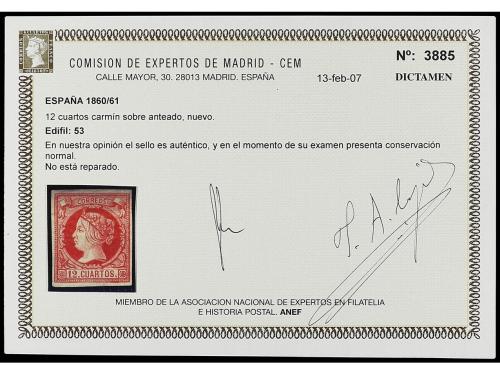 COMISION DE EXPERTOS DE MADRID - CEM
CALLE MAYOR, 30. 28013 MADRID. ESPAÑA
Nº: 3885
13-feb-07 DICTAMEN
ESPAÑA 1860/61
12 cuartos carmín sobre anteado, nuevo.
Edifil: 53
En nuestra opinión el sello es auténtico, y en el momento de su examen presenta conservación
normal.
No está reparado.
CORREOS
12 CUARTOS.
MIEMBRO DE LA ASOCIACION NACIONAL DE EXPERTOS EN FILATELIA
E HISTORIA POSTAL. ANEF